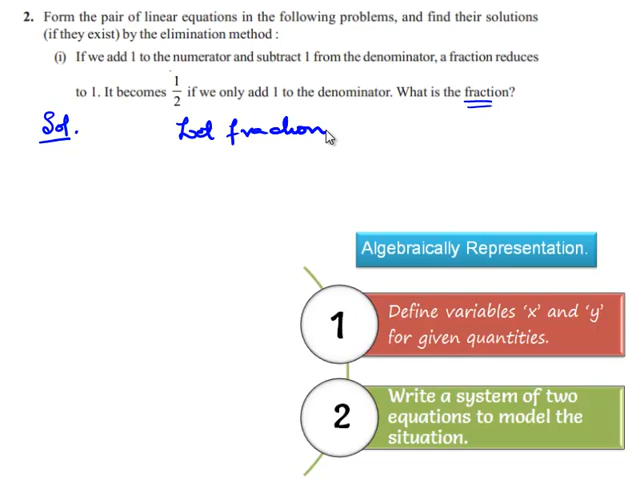 2. Form the pair of linear equations in the following problems, and find their solutions
(if they exist) by the elimination method :
(i) If we add 1 to the numerator and subtract 1 from the denominator, a fraction reduces
to 1. It becomes 1/2 if we only add 1 to the denominator. What is the fraction?
Sol. Let fraction
Algebraically Representation.
1
Define variables ‘x’ and ‘y’
for given quantities.
2
Write a system of two
equations to model the
situation.